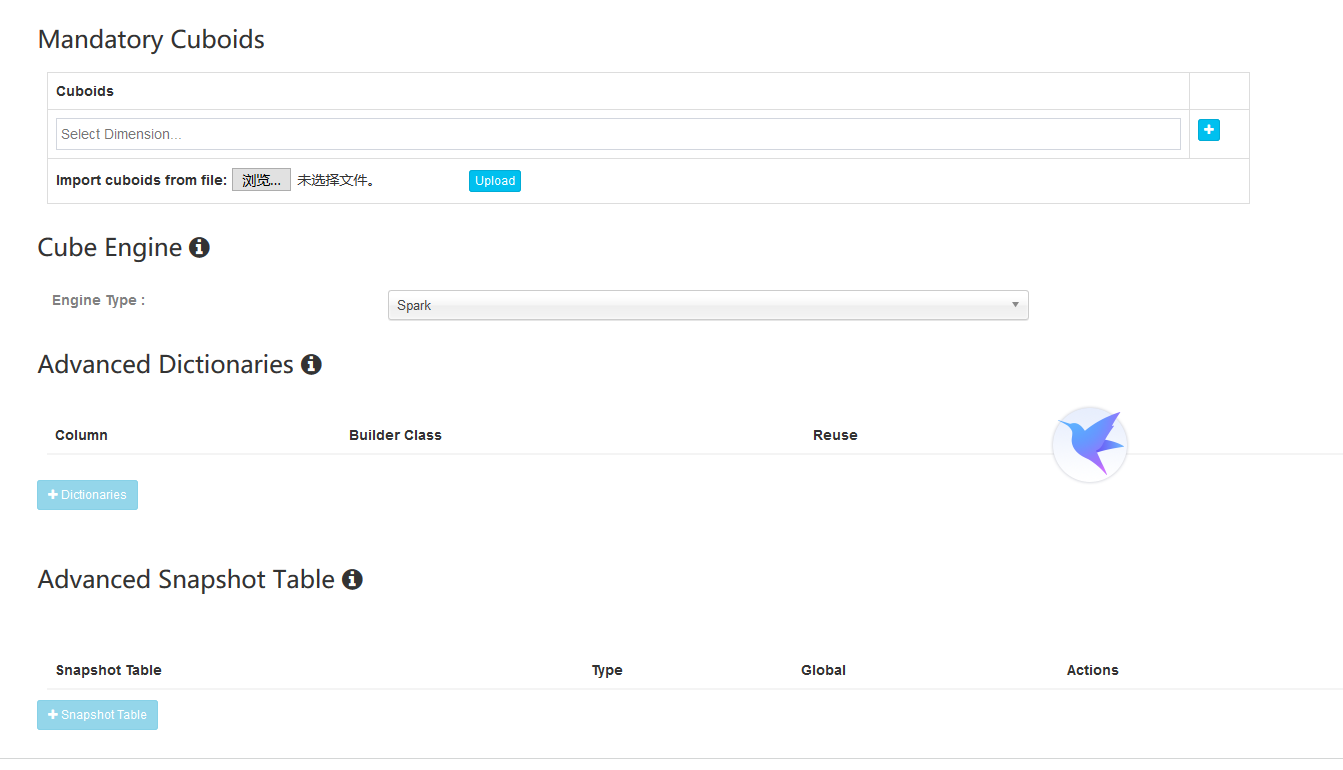 Mandatory Cuboids
Cuboids
Select Dimension...
Import cuboids from file: 浏览... 未选择文件。 Upload
Cube Engine
Engine Type : Spark
Advanced Dictionaries
Column Builder Class Reuse
Dictionaries
Advanced Snapshot Table
Snapshot Table Type Global Actions
Snapshot Table